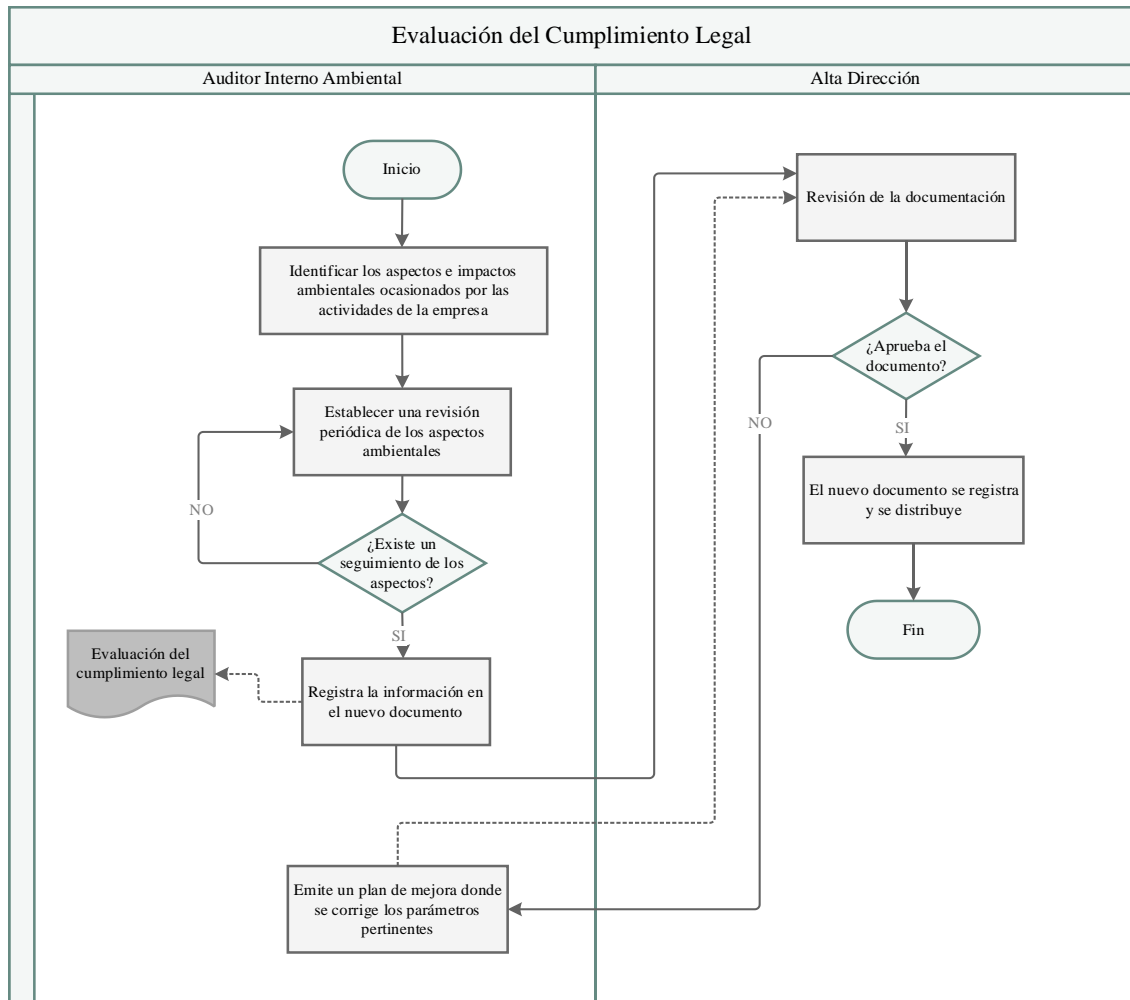 Evaluación del Cumplimiento Legal
Auditor Interno Ambiental
Alta Dirección
Inicio
Identificar los aspectos e impactos
ambientales ocasionados por las
actividades de la empresa
Establecer una revisión
periódica de los aspectos
ambientales
NO
¿Existe un
seguimiento de los
aspectos?
SI
Evaluación del
cumplimiento legal
Registra la información en
el nuevo documento
Emite un plan de mejora donde
se corrige los parámetros
pertinentes
Revisión de la documentación
¿Aprueba el
documento?
NO
SI
El nuevo documento se registra
y se distribuye
Fin